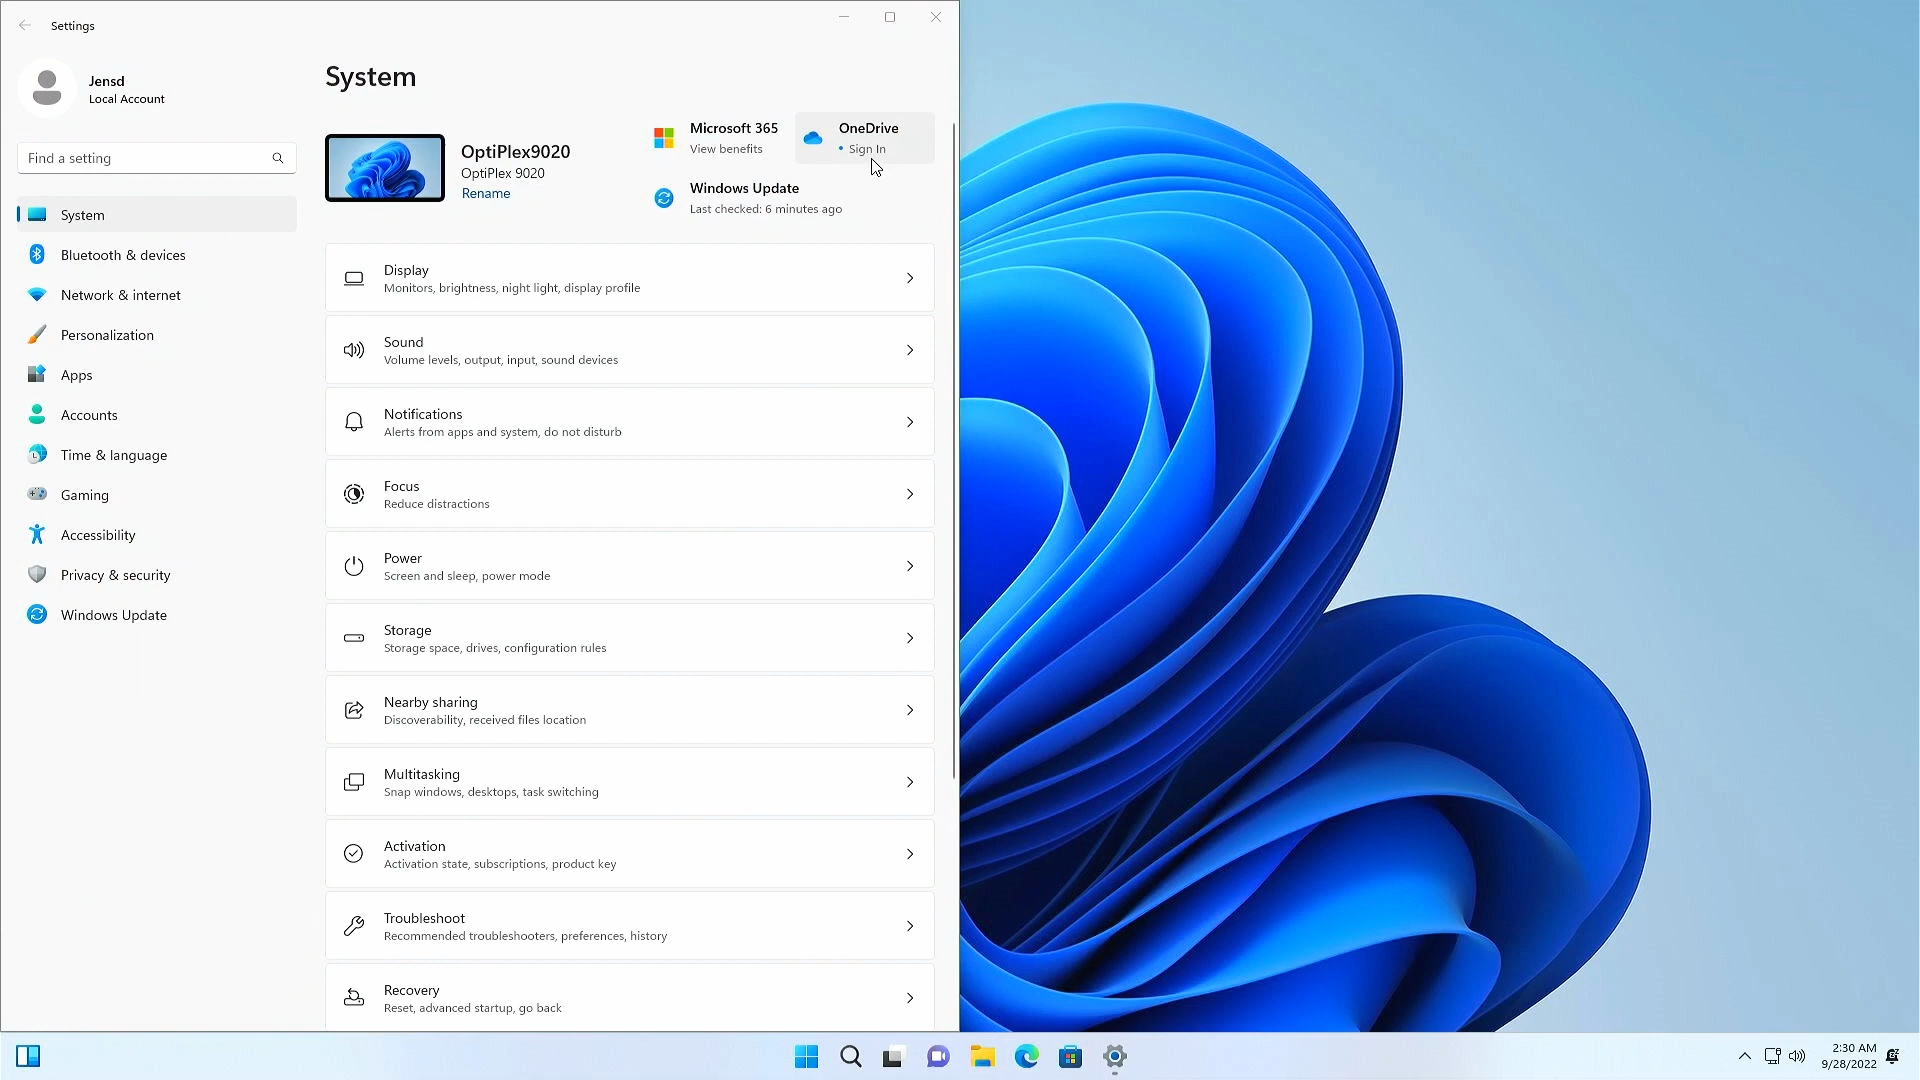 Settings
Jensd
Local Account
Find a setting
System
Bluetooth & devices
Network & internet
Personalization
Apps
Accounts
Time & language
Gaming
Accessibility
Privacy & security
Windows Update
System
OptiPlex9020
OptiPlex 9020
Rename
Microsoft 365
View benefits
OneDrive
• Sign In
Windows Update
Last checked: 6 minutes ago
Display
Monitors, brightness, night light, display profile
Sound
Volume levels, output, input, sound devices
Notifications
Alerts from apps and system, do not disturb
Focus
Reduce distractions
Power
Screen and sleep, power mode
Storage
Storage space, drives, configuration rules
Nearby sharing
Discoverability, received files location
Multitasking
Snap windows, desktops, task switching
Activation
Activation state, subscriptions, product key
Troubleshoot
Recommended troubleshooters, preferences, history
Recovery
Reset, advanced startup, go back
2:30 AM
9/28/2022